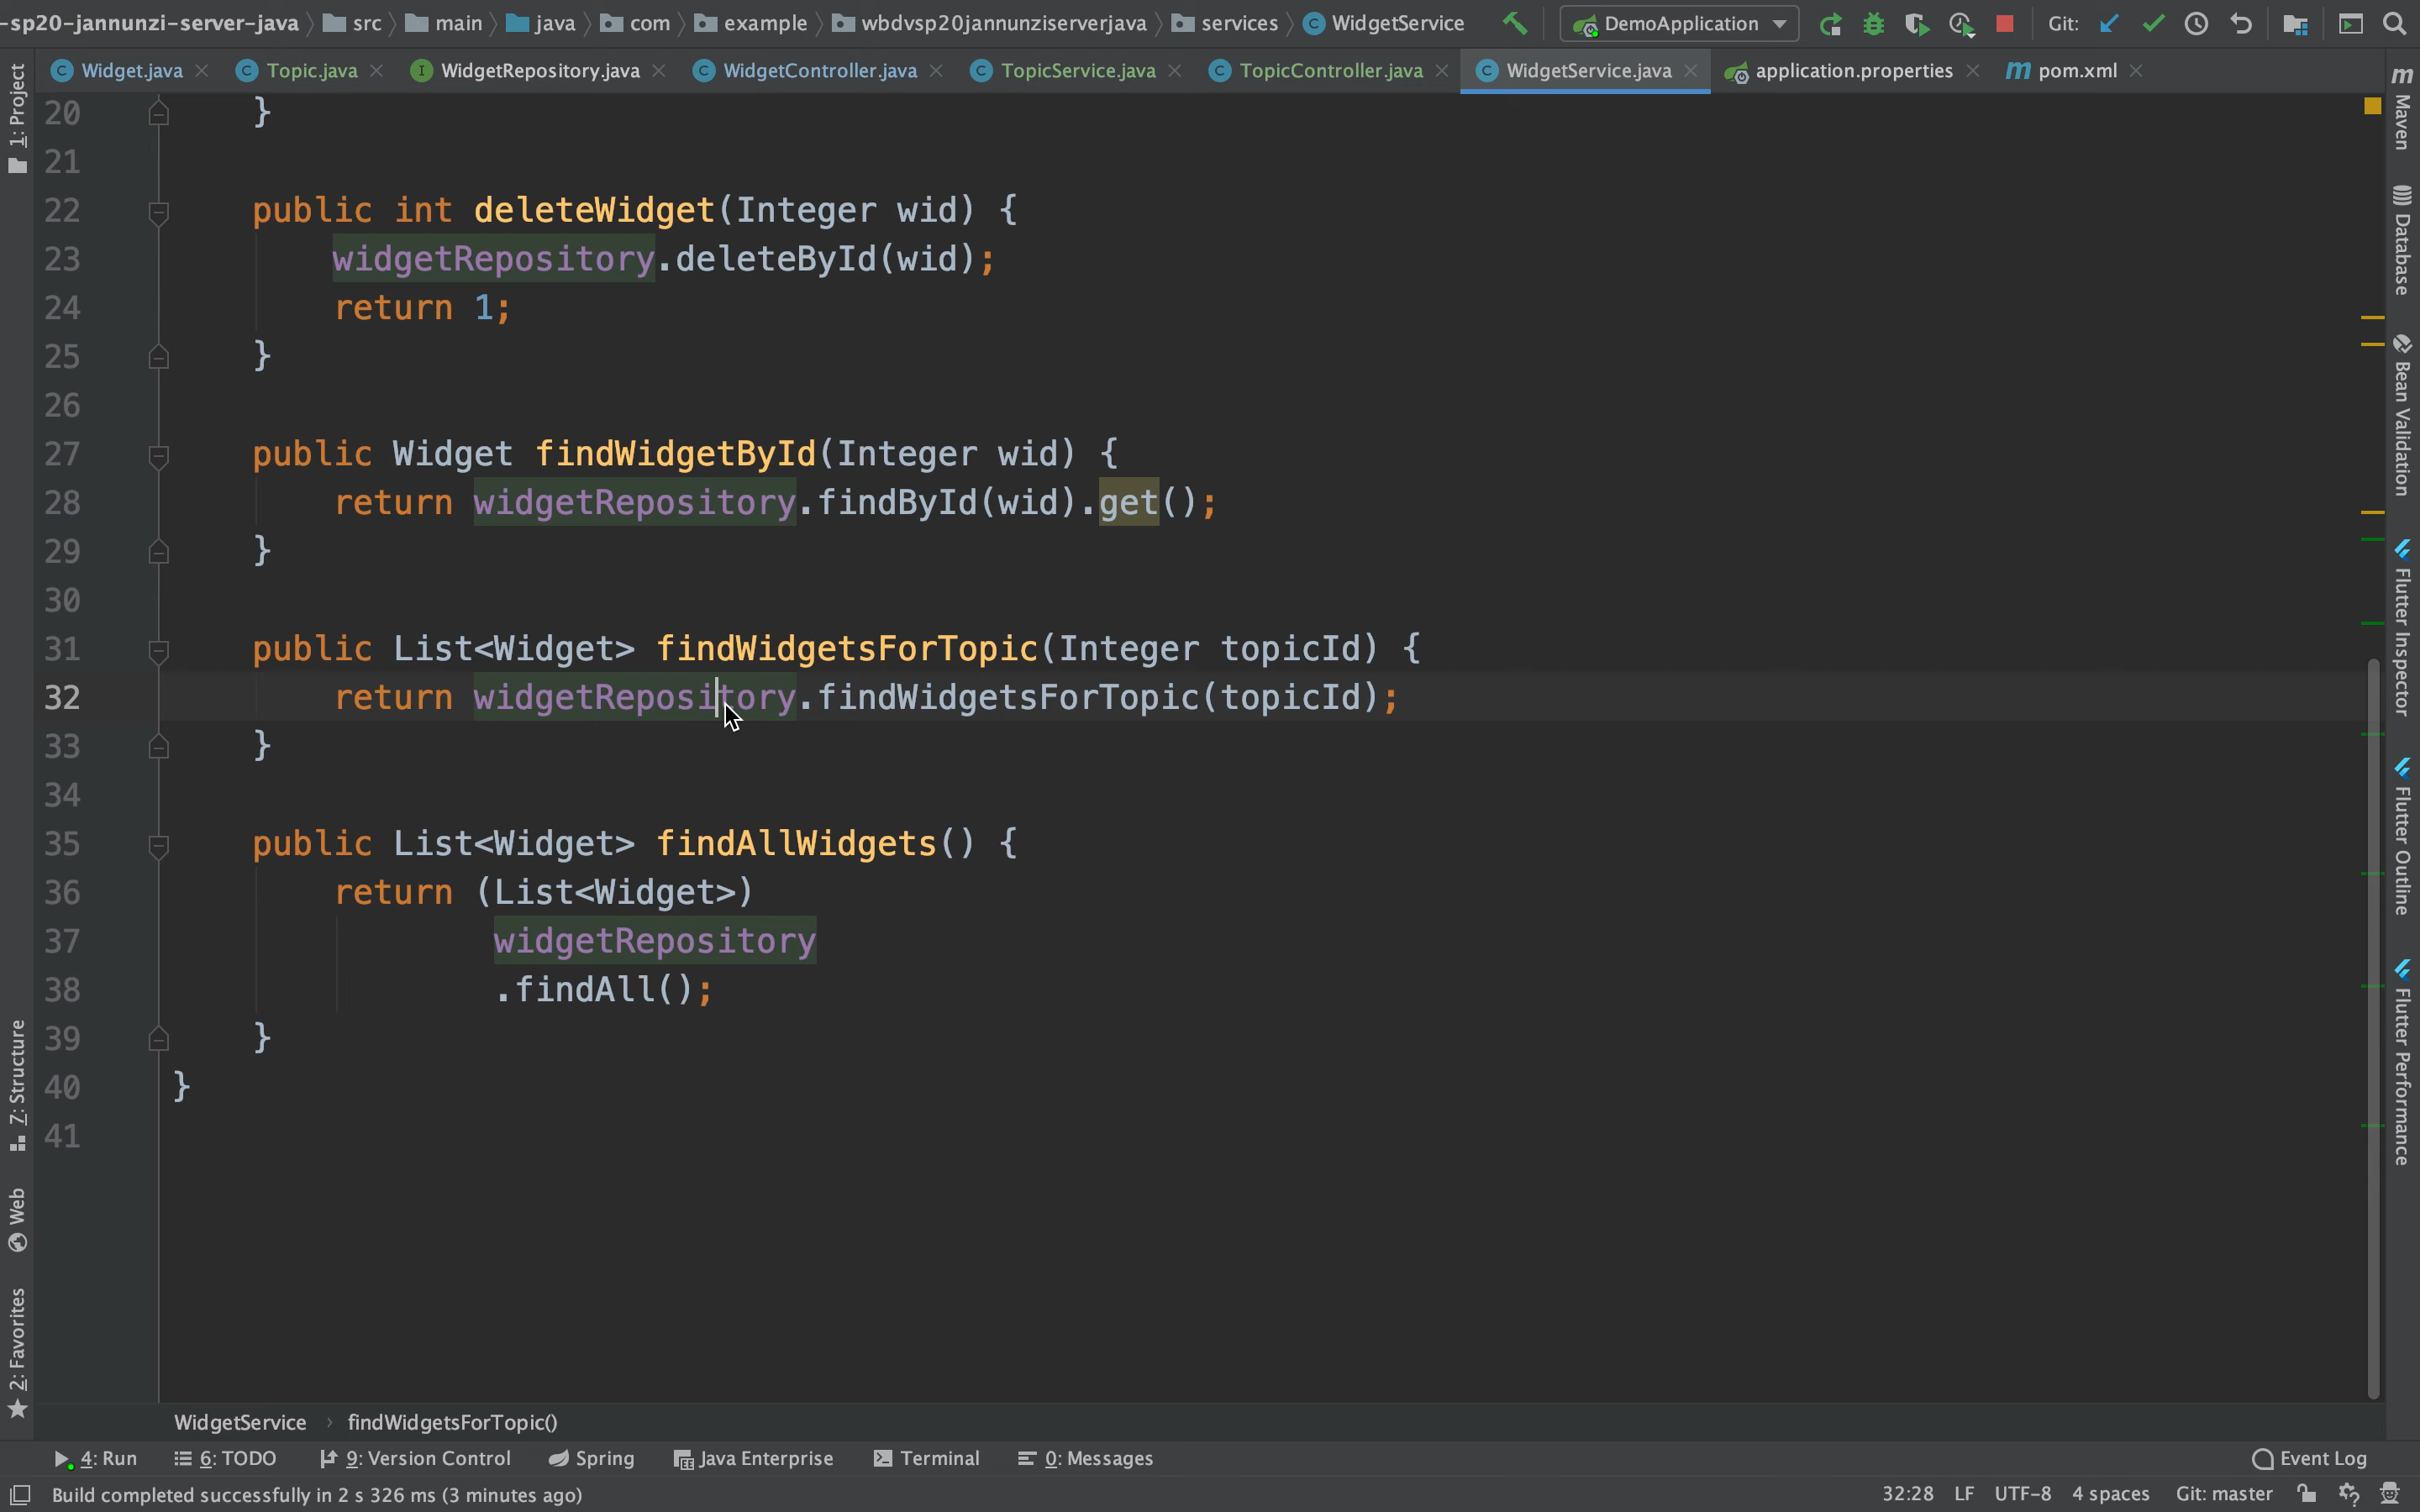 -sp20-jannunzi-server-java src main java com example wbdvsp20jannunziserverjava services WidgetService DemoApplication Git:
Widget.java Topic.java WidgetRepository.java WidgetController.java TopicService.java TopicController.java WidgetService.java application.properties pom.xml
1: Project
Z: Structure
Web
2: Favorites
20 }
21
22 public int deleteWidget(Integer wid) {
23 widgetRepository.deleteById(wid);
24 return 1;
25 }
26
27 public Widget findWidgetById(Integer wid) {
28 return widgetRepository.findById(wid).get();
29 }
30
31 public List<Widget> findWidgetsForTopic(Integer topicId) {
32 return widgetRepository.findWidgetsForTopic(topicId);
33 }
34
35 public List<Widget> findAllWidgets() {
36 return (List<Widget>)
37 widgetRepository
38 .findAll();
39 }
40 }
41
Maven
Database
Bean Validation
Flutter Inspector
Flutter Outline
Flutter Performance
WidgetService findWidgetsForTopic()
4: Run 6: TODO 9: Version Control Spring Java Enterprise Terminal 0: Messages Event Log
Build completed successfully in 2 s 326 ms (3 minutes ago) 32:28 LF UTF-8 4 spaces Git: master